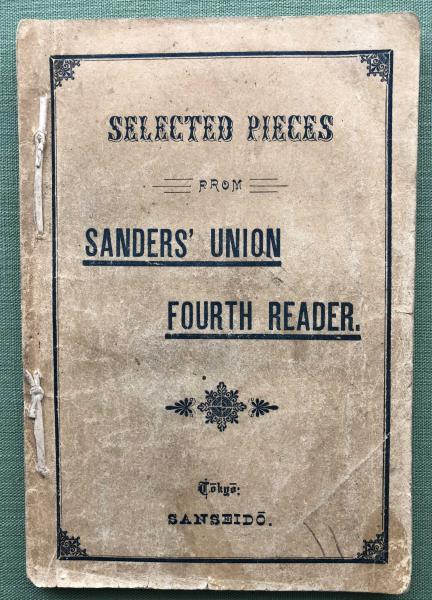 SELECTED PIECES
FROM
SANDERS' UNION
FOURTH READER.
Tōkyō:
SANSEIDŌ.